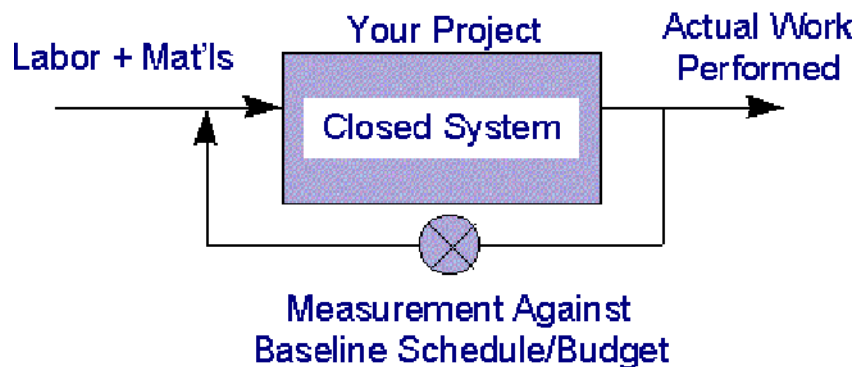 Your Project
Actual Work
Performed
Labor + Mat'ls
Closed System
Measurement Against
Baseline Schedule/Budget